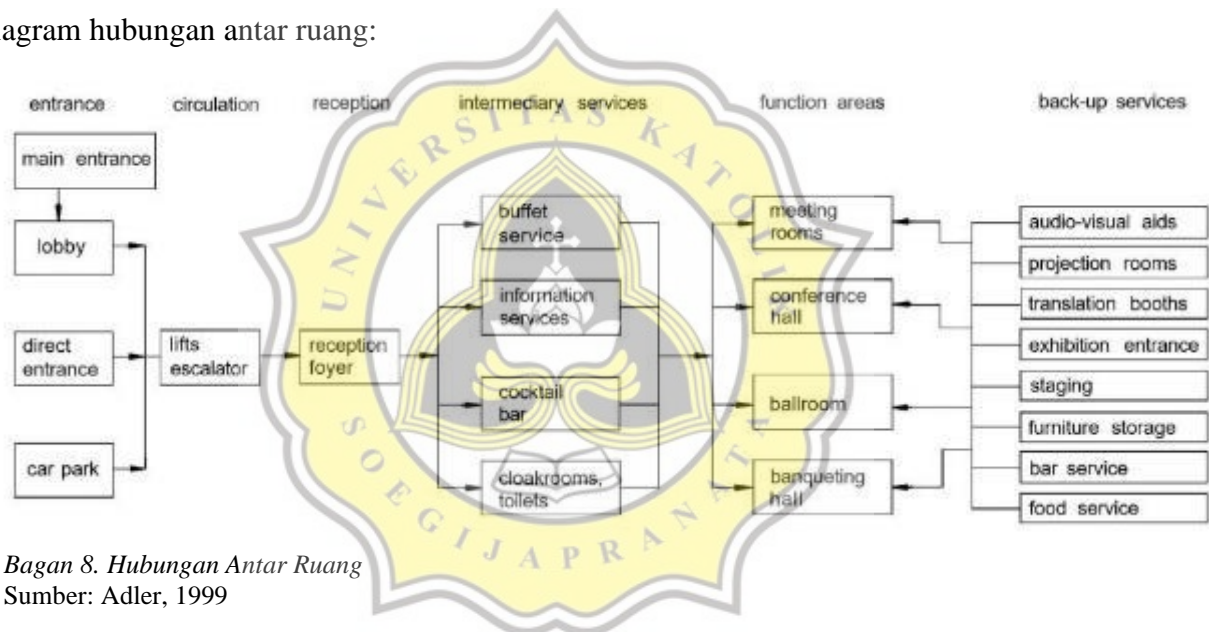 agram hubungan antar ruang:
entrance circulation reception intermediary services function areas back-up services
main entrance
lobby
direct
entrance
car park
lifts
escalator
reception
foyer
buffet
service
information
services
cocktail
bar
cloakrooms,
toilets
meeting
rooms
conference
hall
ballroom
banqueting
hall
audio-visual aids
projection rooms
translation booths
exhibition entrance
staging
furniture storage
bar service
food service
UNIVERSITAS KATOLIK
SOEGIJAPRANATA
Bagan 8. Hubungan Antar Ruang
Sumber: Adler, 1999